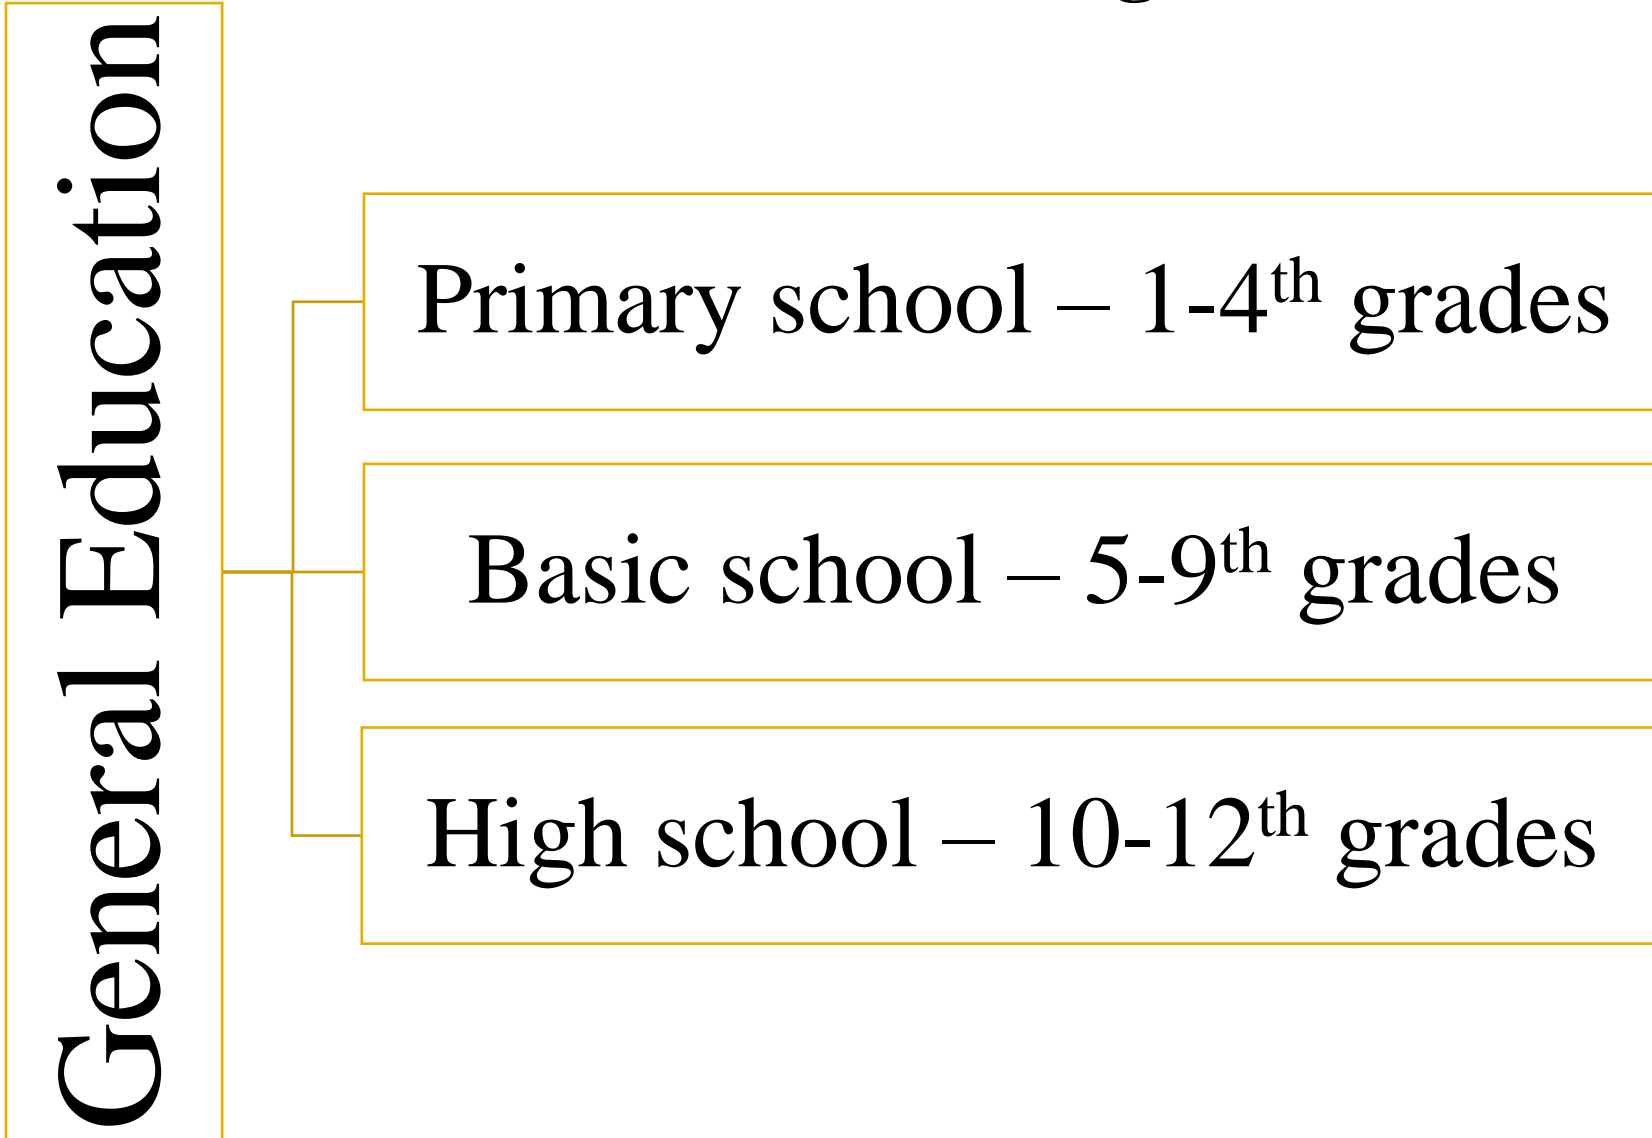 General Education
Primary school – 1-4th grades
Basic school – 5-9th grades
High school – 10-12th grades